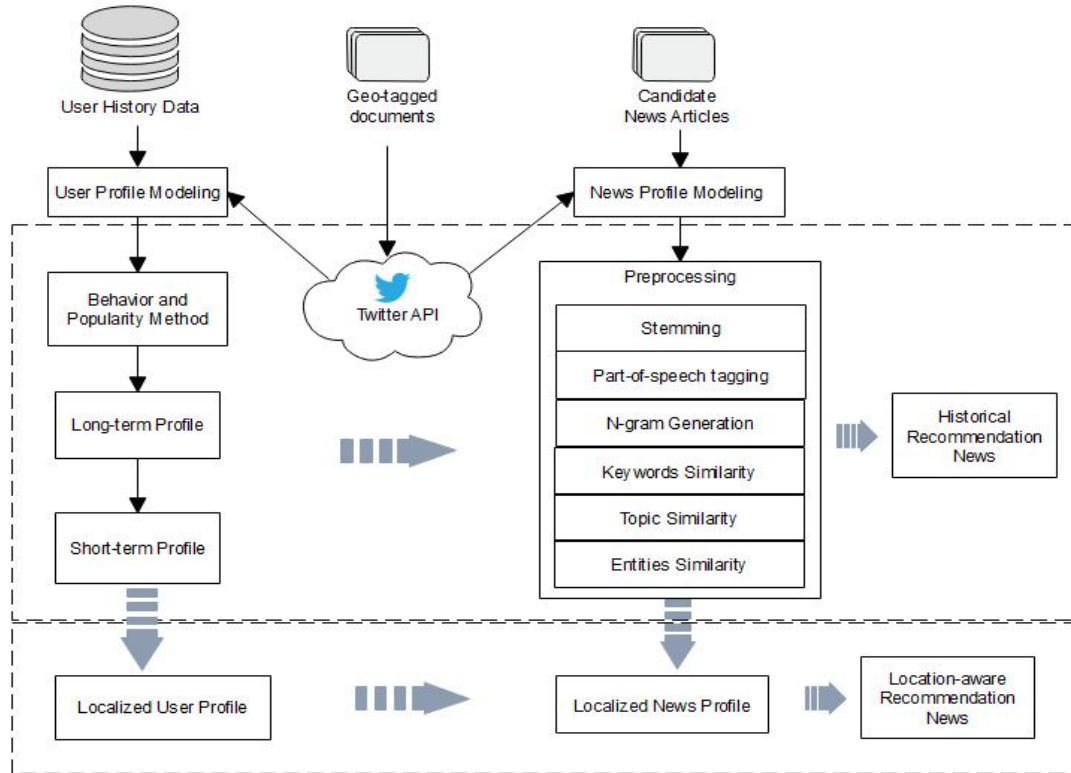 User History Data
Geo-tagged
documents
Candidate
News Articles
User Profile Modeling
News Profile Modeling
Behavior and
Popularity Method
Twitter API
Preprocessing
Stemming
Part-of-speech tagging
N-gram Generation
Keywords Similarity
Topic Similarity
Entities Similarity
Long-term Profile
Short-term Profile
Historical
Recommendation
News
Localized User Profile
Localized News Profile
Location-aware
Recommendation
News